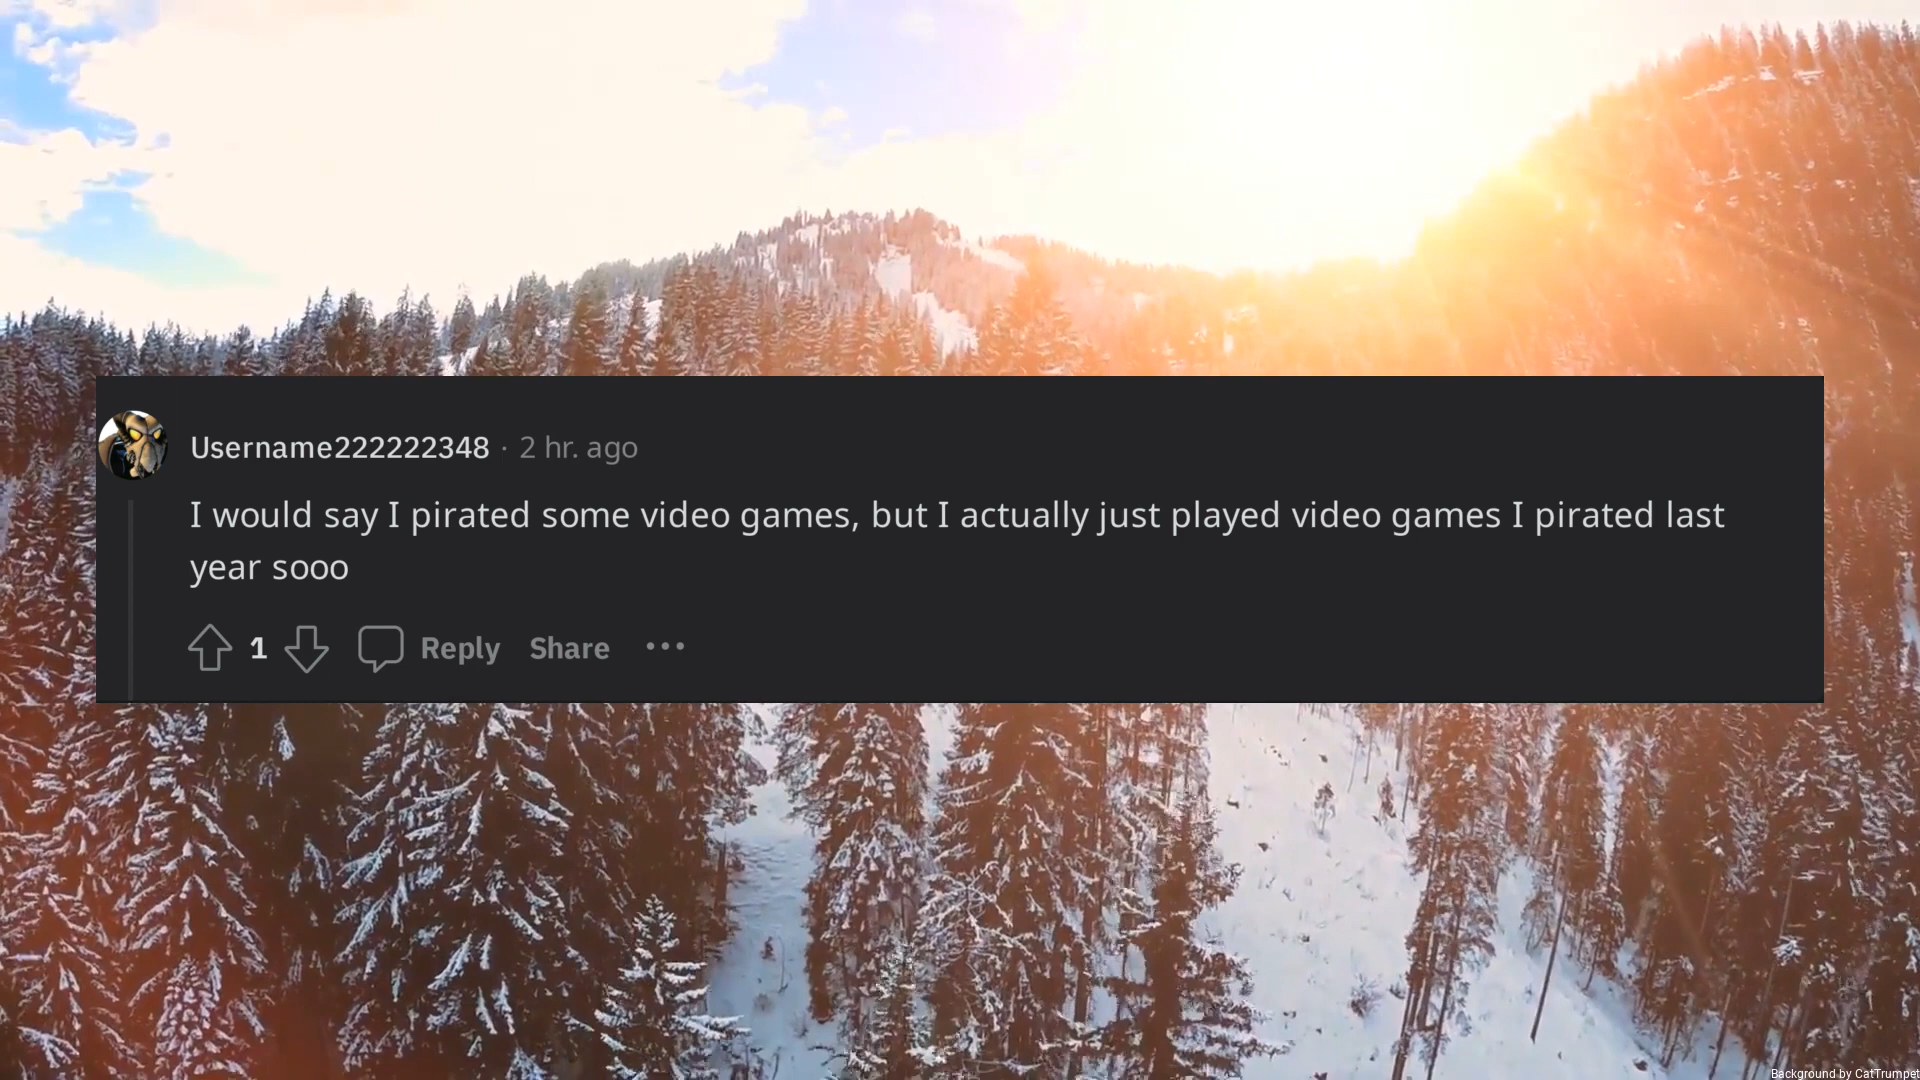 Username222222348 · 2 hr. ago
I would say I pirated some video games, but I actually just played video games I pirated last
year sooo
1 Reply Share
Background by CatTrumpet